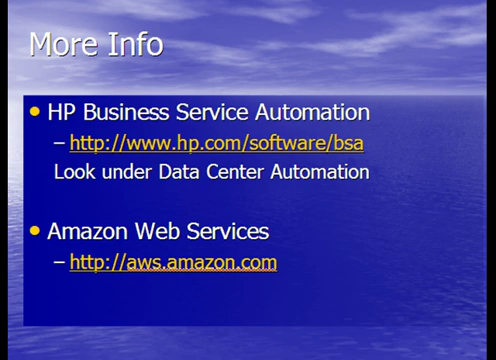 More Info
• HP Business Service Automation
– http://www.hp.com/software/bsa
Look under Data Center Automation
• Amazon Web Services
– http://aws.amazon.com